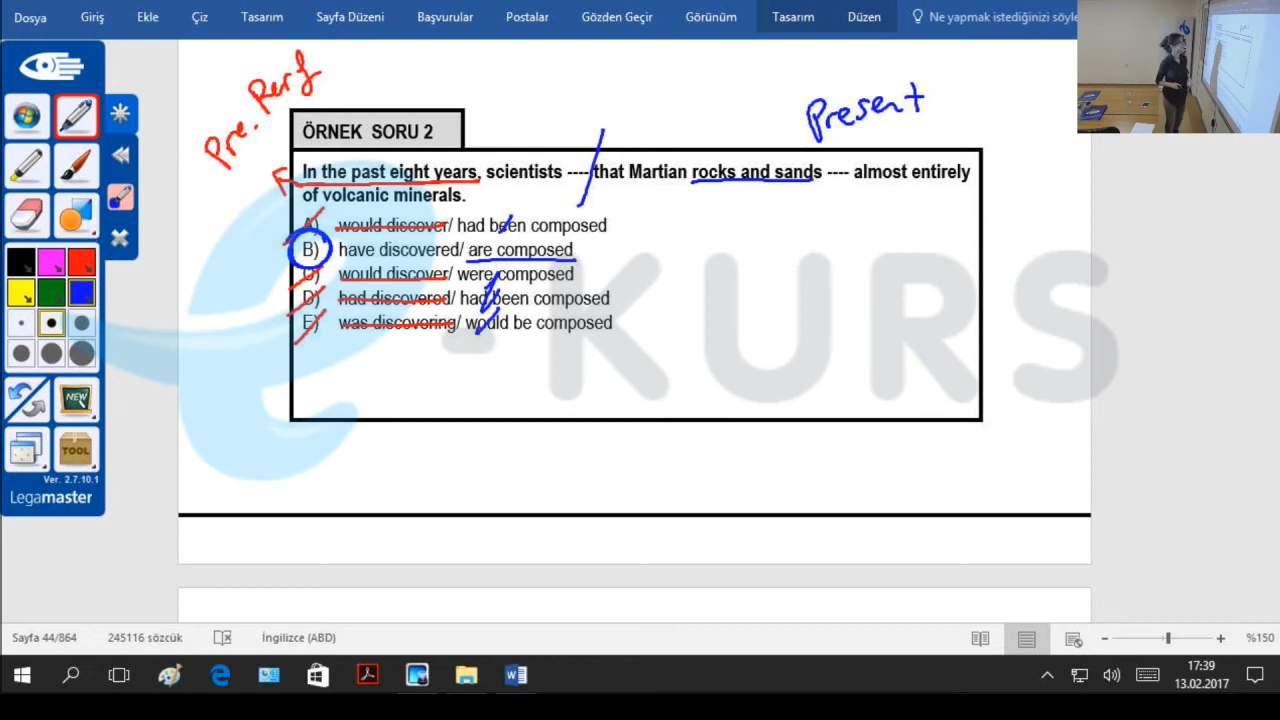 Dosya Giriş Ekle Çiz Tasarım Sayfa Düzeni Başvurular Postalar Gözden Geçir Görünüm Tasarım Düzen Ne yapmak istediğinizi söyle
Pre. Perf
Present
ÖRNEK SORU 2
In the past eight years, scientists ---- that Martian rocks and sands ---- almost entirely
of volcanic minerals.
A) would discover/ had been composed
B) have discovered/ are composed
C) would discover/ were composed
D) had discovered/ had been composed
E) was discovering/ would be composed
e-KURS
NEW
TOOL
Ver. 2.7.10.1
Legamaster
Sayfa 44/864 245116 sözcük İngilizce (ABD) %150
17:39
13.02.2017